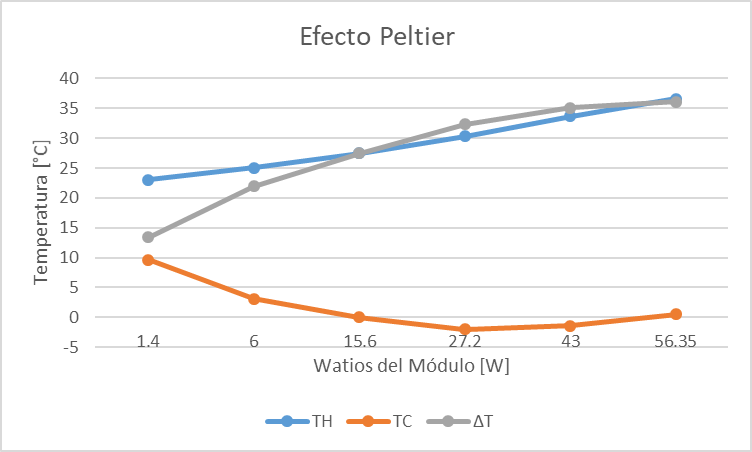 Efecto Peltier
40
35
30
25
20
15
10
5
0
-5
Temperatura [°C]
1.4 6 15.6 27.2 43 56.35
Watios del Módulo [W]
TH TC ΔT